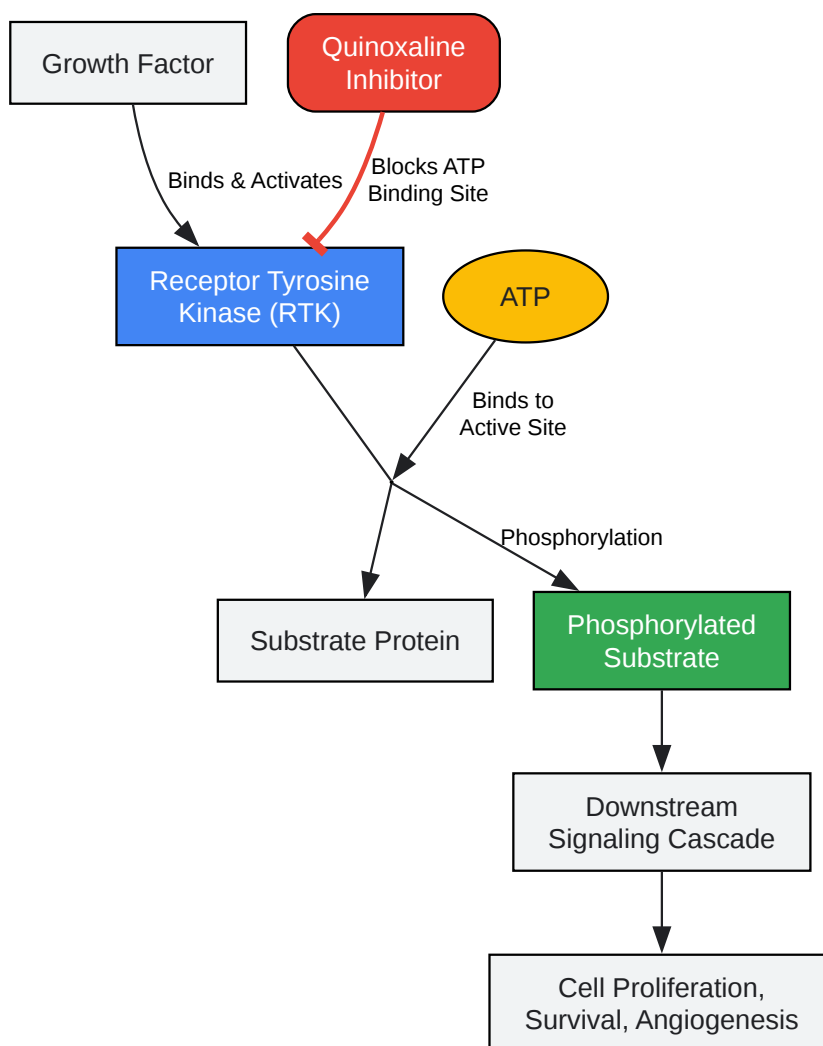 Growth Factor
Quinoxaline
Inhibitor
Binds & Activates
Blocks ATP
Binding Site
Receptor Tyrosine
Kinase (RTK)
ATP
Binds to
Active Site
Phosphorylation
Substrate Protein
Phosphorylated
Substrate
Downstream
Signaling Cascade
Cell Proliferation,
Survival, Angiogenesis